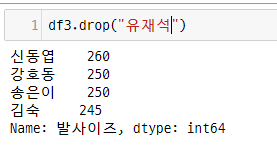 1 df3.drop("유재석")
신동엽 260
강호동 250
송은이 250
김숙 245
Name: 발사이즈, dtype: int64